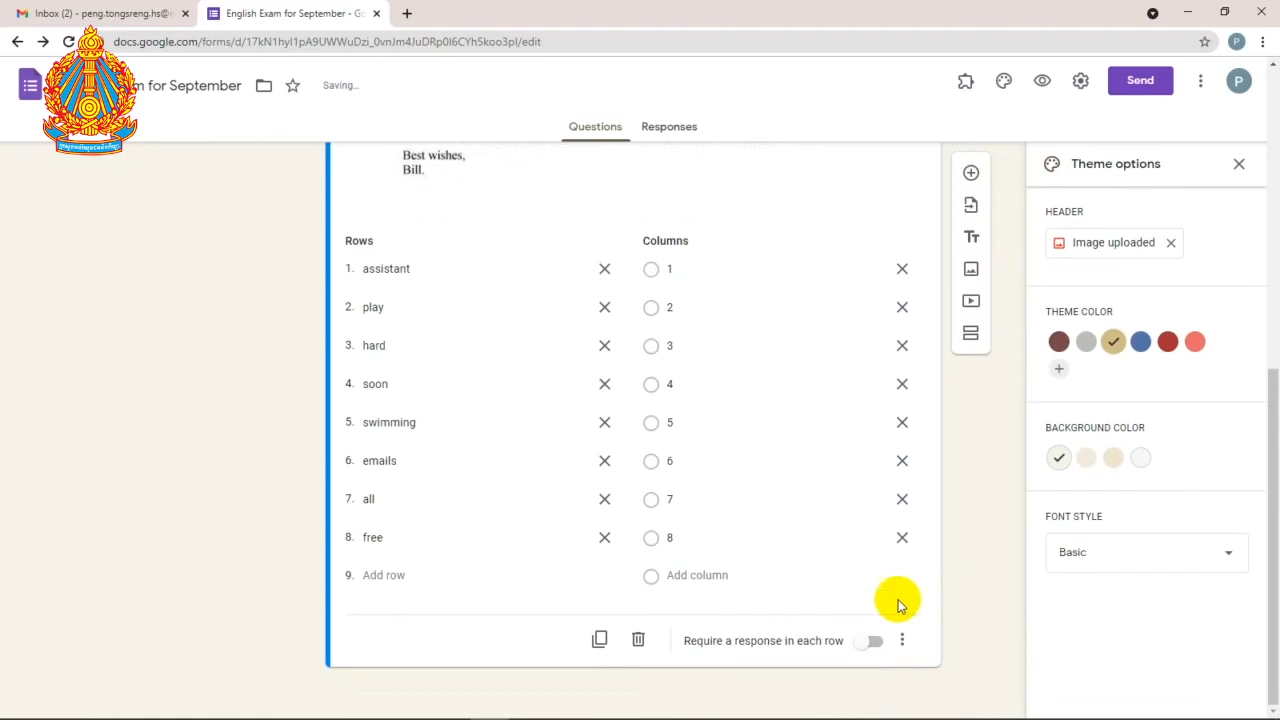 Inbox (2) - peng.tongsreng.hs@
English Exam for September - Go
docs.google.com/forms/d/
m for September
Saving...
Send
P
Questions
Responses
Best wishes,
Bill.
Rows
Columns
1. assistant
1
2. play
2
3. hard
3
4. soon
4
5. swimming
5
6. emails
6
7. all
7
8. free
8
9. Add row
Add column
Require a response in each row
Theme options
HEADER
Image uploaded
THEME COLOR
BACKGROUND COLOR
FONT STYLE
Basic